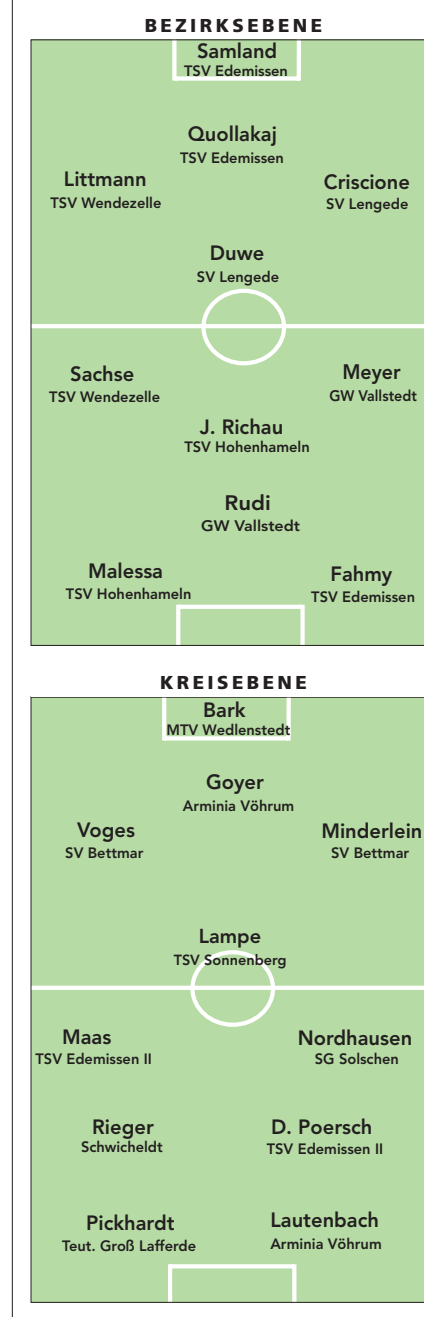 BEZIRKSEBENE
Samland
TSV Edemissen
Quollakaj
TSV Edemissen
Littmann
TSV Wendezelle
Criscione
SV Lengede
Duwe
SV Lengede
Sachse
TSV Wendezelle
Meyer
GW Vallstedt
J. Richau
TSV Hohenhameln
Rudi
GW Vallstedt
Malessa
TSV Hohenhameln
Fahmy
TSV Edemissen
KREISEBENE
Bark
MTV Wedlenstedt
Goyer
Arminia Vöhrum
Voges
SV Bettmar
Minderlein
SV Bettmar
Lampe
TSV Sonnenberg
Maas
TSV Edemissen II
Nordhausen
SG Solschen
Rieger
Schwicheldt
D. Poersch
TSV Edemissen II
Pickhardt
Teut. Groß Lafferde
Lautenbach
Arminia Vöhrum